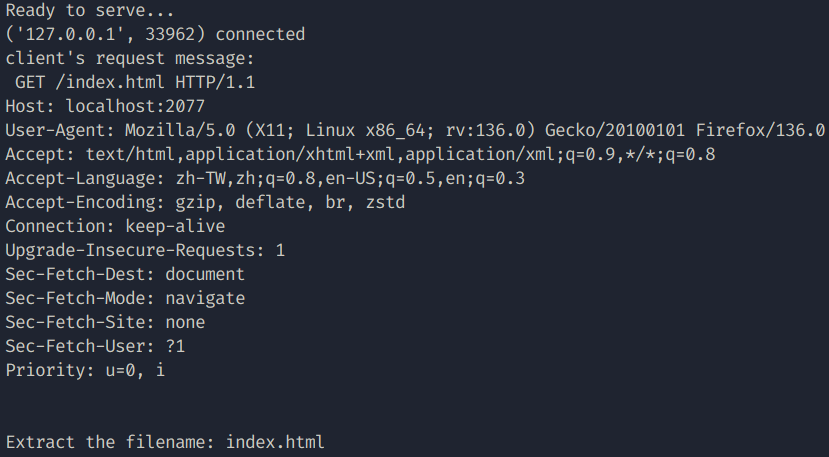 Ready to serve...
('127.0.0.1', 33962) connected
client's request message:
GET /index.html HTTP/1.1
Host: localhost:2077
User-Agent: Mozilla/5.0 (X11; Linux x86_64; rv:136.0) Gecko/20100101 Firefox/136.0
Accept: text/html,application/xhtml+xml,application/xml;q=0.9,*/*;q=0.8
Accept-Language: zh-TW,zh;q=0.8,en-US;q=0.5,en;q=0.3
Accept-Encoding: gzip, deflate, br, zstd
Connection: keep-alive
Upgrade-Insecure-Requests: 1
Sec-Fetch-Dest: document
Sec-Fetch-Mode: navigate
Sec-Fetch-Site: none
Sec-Fetch-User: ?1
Priority: u=0, i
Extract the filename: index.html